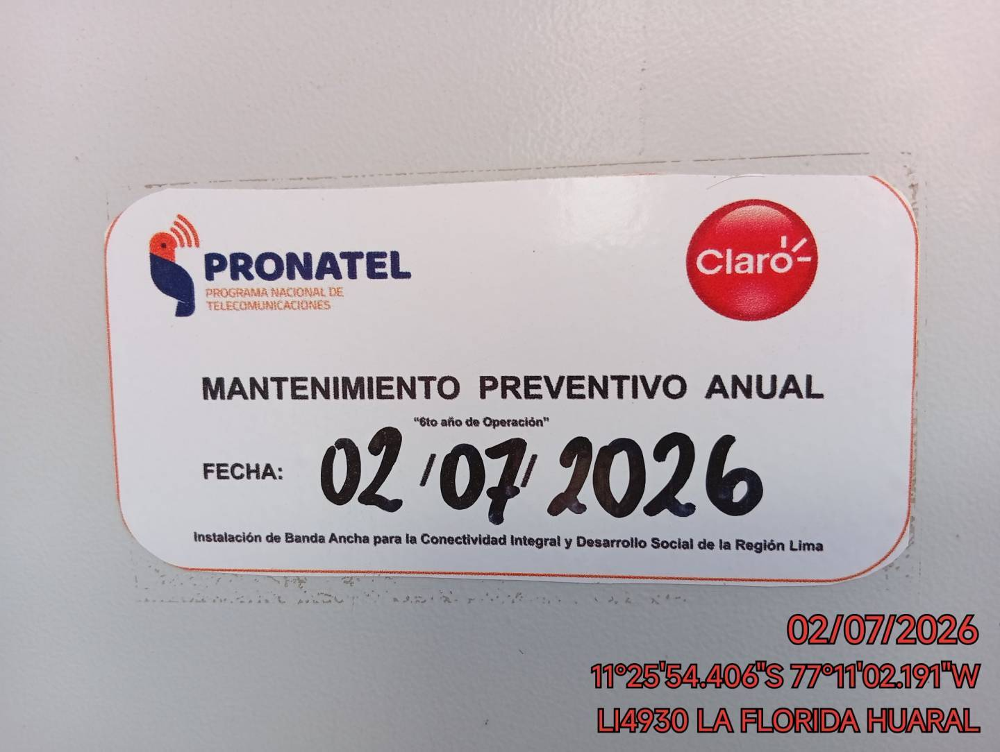 PRONATEL
PROGRAMA NACIONAL DE
TELECOMUNICACIONES
Claro
MANTENIMIENTO PREVENTIVO ANUAL
"6to año de Operación"
FECHA: 02/07/2026
Instalación de Banda Ancha para la Conectividad Integral y Desarrollo Social de la Región Lima
02/07/2026
11°25'54.406"S 77°11'02.191"W
LI4930 LA FLORIDA HUARAL